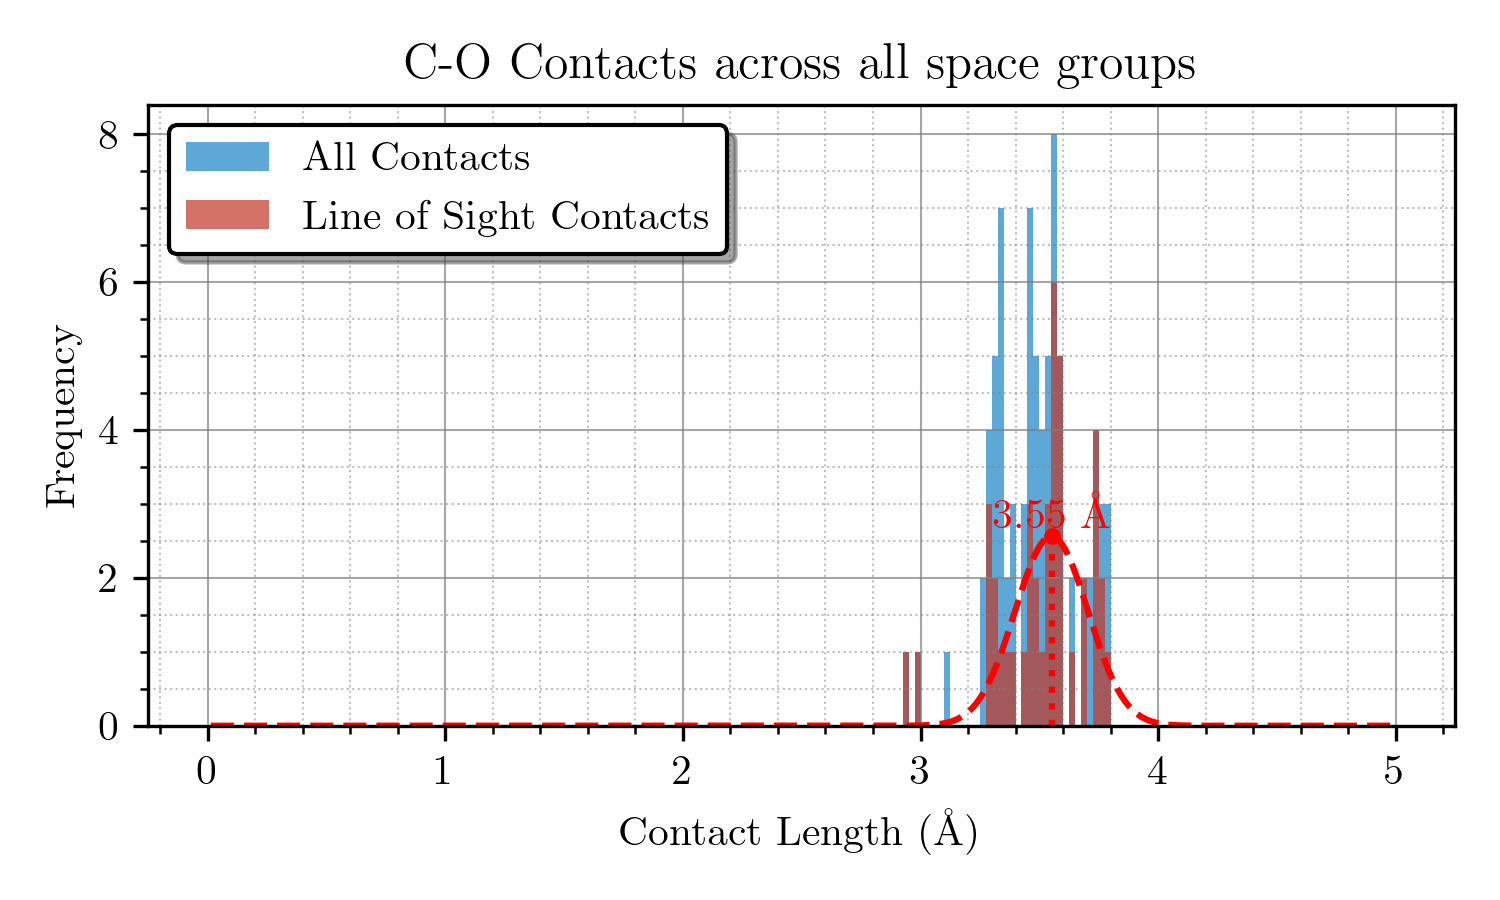 C-O Contacts across all space groups
All Contacts
Line of Sight Contacts
Frequency
8
6
4
2
0
3.55 Å
0 1 2 3 4 5
Contact Length (Å)